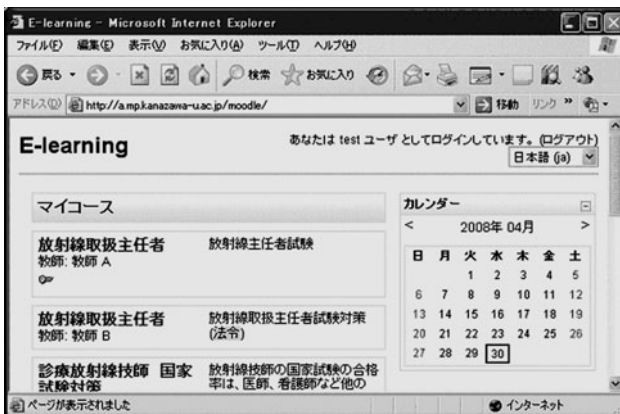 E-learning - Microsoft Internet Explorer
ファイル(F) 編集(E) 表示(V) お気に入り(A) ツール(T) ヘルプ(H)
戻る 検索 お気に入り
アドレス(D) http://a.mp.kanazawa-u.ac.jp/moodle/ 移動 リンク »
E-learning
あなたは test ユーザ としてログインしています。(ログアウト)
日本語 (ja)
マイコース
放射線取扱主任者 放射線主任者試験
教師: 教師 A
放射線取扱主任者 放射線取扱主任者試験対策
教師: 教師 B (法令)
診療放射線技師 国家 放射線技師の国家試験の合格
試験対策 率は、医師、看護師など他の
カレンダー
< 2008年 04月 >
日 月 火 水 木 金 土
1 2 3 4 5
6 7 8 9 10 11 12
13 14 15 16 17 18 19
20 21 22 23 24 25 26
27 28 29 30
ページが表示されました インターネット